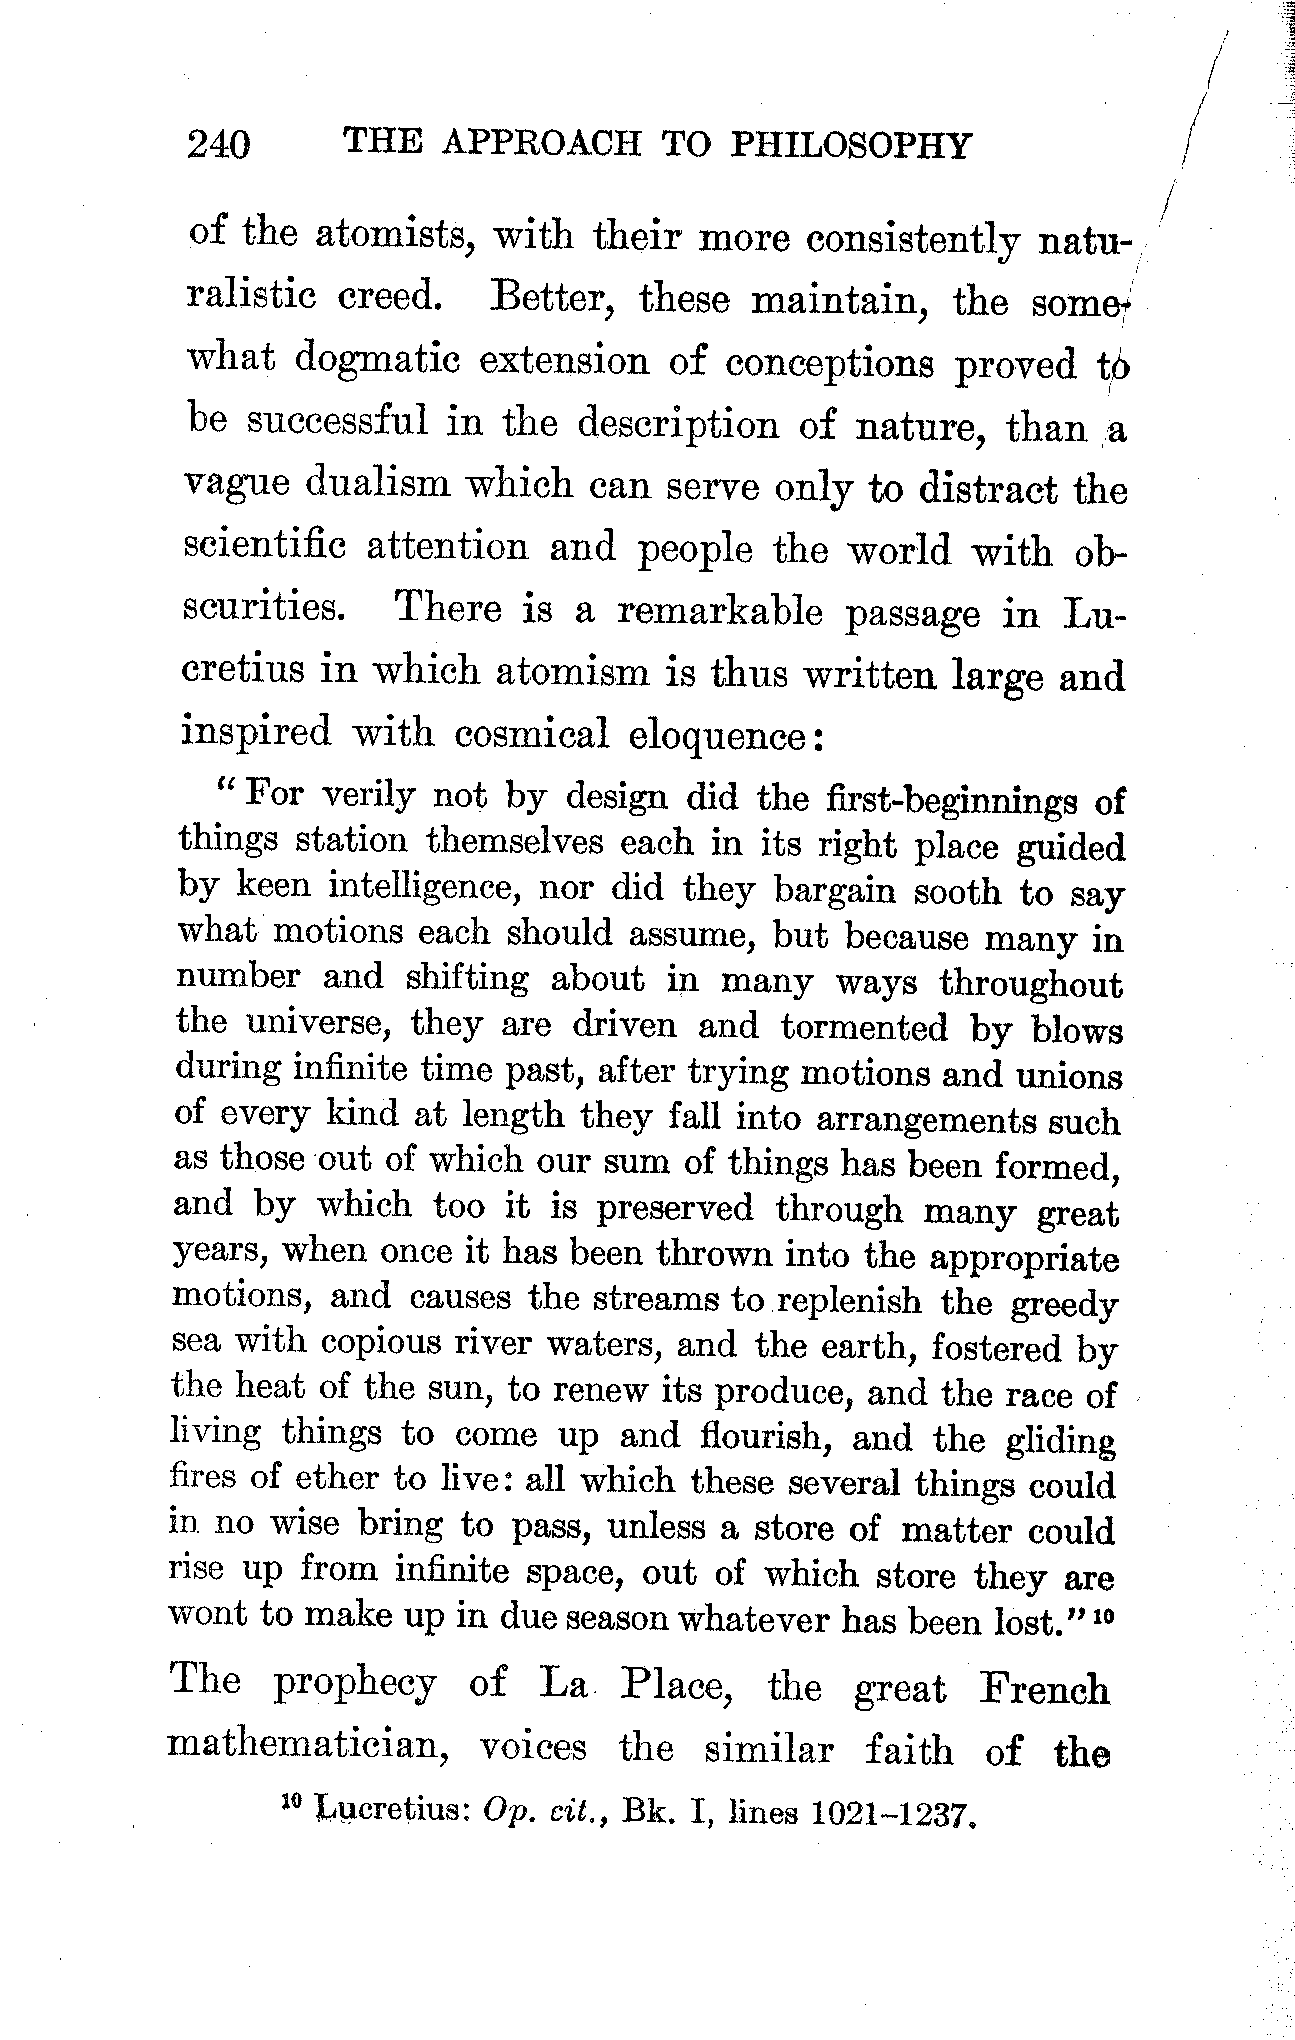 240 THE APPROACH TO PHILOSOPHY
of the atomists, with their more consistently natu-
ralistic creed. Better, these maintain, the some-
what dogmatic extension of conceptions proved to
be successful in the description of nature, than a
vague dualism which can serve only to distract the
scientific attention and people the world with ob-
scurities. There is a remarkable passage in Lu-
cretius in which atomism is thus written large and
inspired with cosmical eloquence:
"For verily not by design did the first-beginnings of
things station themselves each in its right place guided
by keen intelligence, nor did they bargain sooth to say
what motions each should assume, but because many in
number and shifting about in many ways throughout
the universe, they are driven and tormented by blows
during infinite time past, after trying motions and unions
of every kind at length they fall into arrangements such
as those out of which our sum of things has been formed,
and by which too it is preserved through many great
years, when once it has been thrown into the appropriate
motions, and causes the streams to replenish the greedy
sea with copious river waters, and the earth, fostered by
the heat of the sun, to renew its produce, and the race of
living things to come up and flourish, and the gliding
fires of ether to live: all which these several things could
in no wise bring to pass, unless a store of matter could
rise up from infinite space, out of which store they are
wont to make up in due season whatever has been lost." 10
The prophecy of La Place, the great French
mathematician, voices the similar faith of the
10 Lucretius: Op. cit., Bk. I, lines 1021-1237.